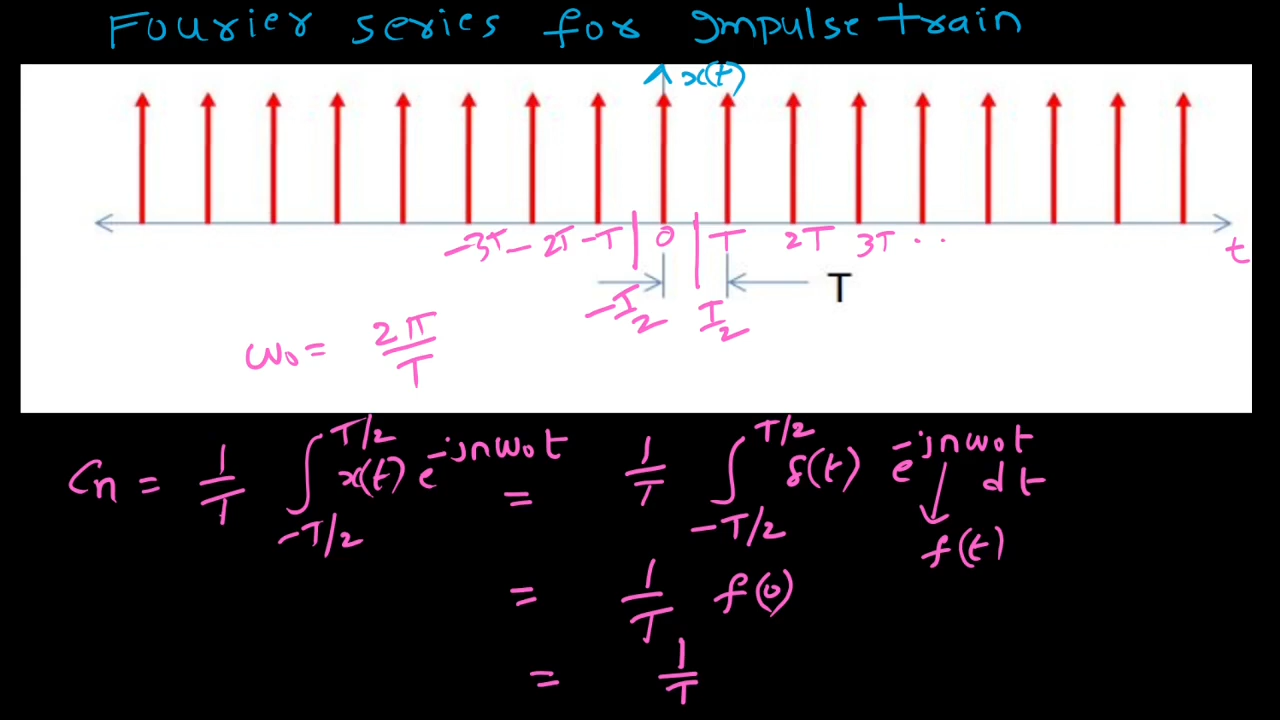 Fourier series for Impulse train
x(t)
-3T -2T -T 0 T 2T 3T .. t
-T/2 T/2 T
ω₀ = 2π/T
Cn = 1/T ∫_{-T/2}^{T/2} x(t) e^{-jnω₀t} = 1/T ∫_{-T/2}^{T/2} δ(t) e^{-jnω₀t} dt
f(t)
= 1/T f(0)
= 1/T